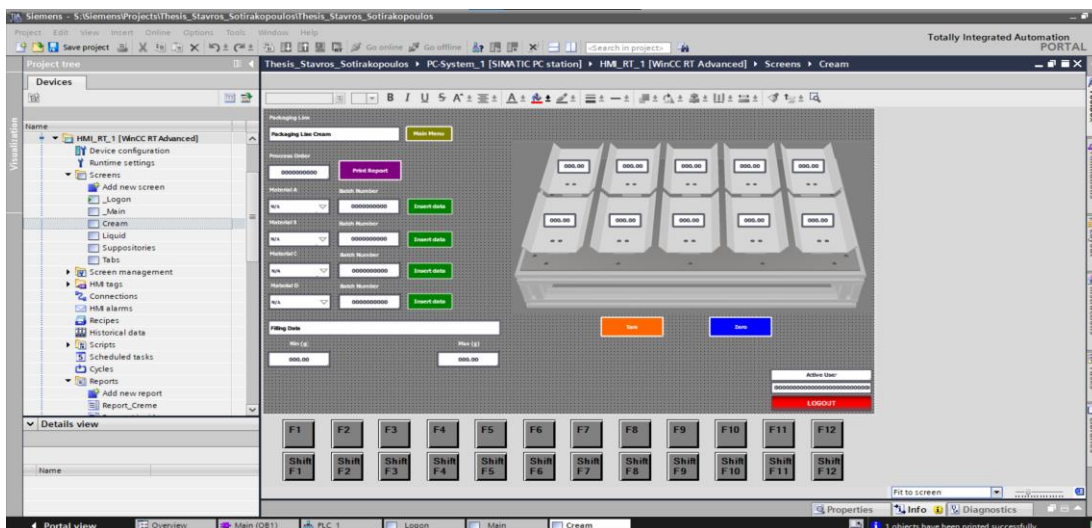 Siemens - S:\Siemens\Projects\Thesis_Stavros_Sotirakopoulos\Thesis_Stavros_Sotirakopoulos
Project Edit View Insert Online Options Tools Window Help
Totally Integrated Automation
PORTAL
Save project
Go online
Go offline
<Search in project>
Project tree
Thesis_Stavros_Sotirakopoulos
PC-System_1 [SIMATIC PC station]
HMI_RT_1 [WinCC RT Advanced]
Screens
Cream
Devices
Visualization
Name
HMI_RT_1 [WinCC RT Advanced]
Device configuration
Runtime settings
Screens
Add new screen
_Logon
_Main
Cream
Liquid
Suppositories
Tabs
Screen management
HMI tags
Connections
HMI alarms
Recipes
Historical data
Scripts
Scheduled tasks
Cycles
Reports
Add new report
Report_Creme
Details view
Name
B I U S A
Packaging Line
Packaging Line Cream
Main Menu
Process Order
0000000000
Print Report
Material A
Batch Number
N/A
0000000000
Insert data
Material B
Batch Number
N/A
0000000000
Insert data
Material C
Batch Number
N/A
0000000000
Insert data
Material D
Batch Number
N/A
0000000000
Insert data
Filling Data
Min (g)
Max (g)
000.00
000.00
000.00 000.00 000.00 000.00 000.00
000.00 000.00 000.00 000.00 000.00
Tare
Zero
Active User
LOGOUT
F1 F2 F3 F4 F5 F6 F7 F8 F9 F10 F11 F12
Shift Shift Shift Shift Shift Shift Shift Shift Shift Shift Shift Shift
F1 F2 F3 F4 F5 F6 F7 F8 F9 F10 F11 F12
Fit to screen
Properties
Info
Diagnostics
Portal view
Overview
Main (OB1)
PLC_1
_Logon
_Main
Cream
1 objects have been printed successfully.